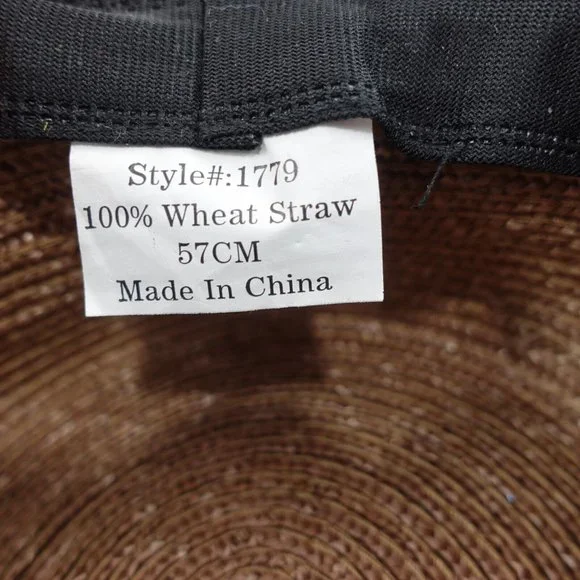 Style#:1779
100% Wheat Straw
57CM
Made In China